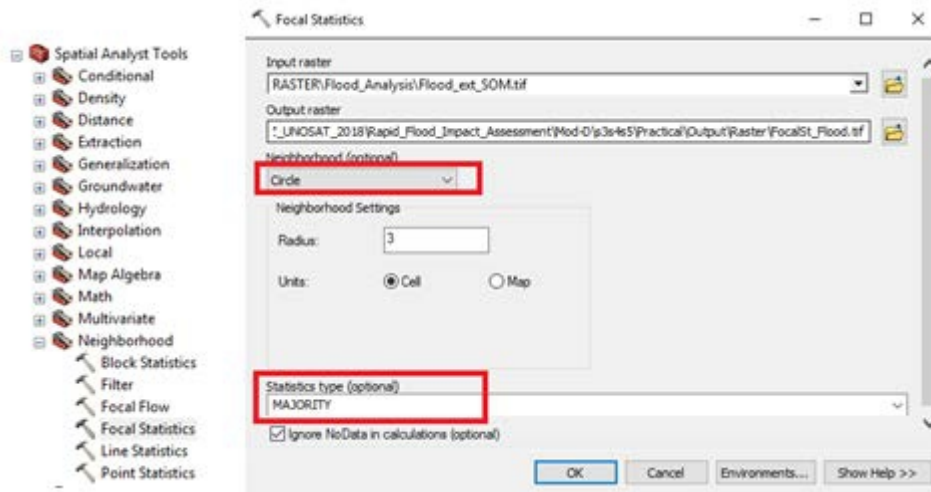 Spatial Analyst Tools
Conditional
Density
Distance
Extraction
Generalization
Groundwater
Hydrology
Interpolation
Local
Map Algebra
Math
Multivariate
Neighborhood
Block Statistics
Filter
Focal Flow
Focal Statistics
Line Statistics
Point Statistics
Focal Statistics
Input raster
RASTER\Flood_Analysis\Flood_ext_SOM.tif
Output raster
_UNOSAT_2018\Rapid_Flood_Impact_Assessment\Mod-D\p3s4s5\Practical\Output\Raster\FocalSt_Flood.tif
Neighborhood (optional)
Circle
Neighborhood Settings
Radius: 3
Units: Cell Map
Statistics type (optional)
MAJORITY
Ignore NoData in calculations (optional)
OK Cancel Environments... Show Help >>